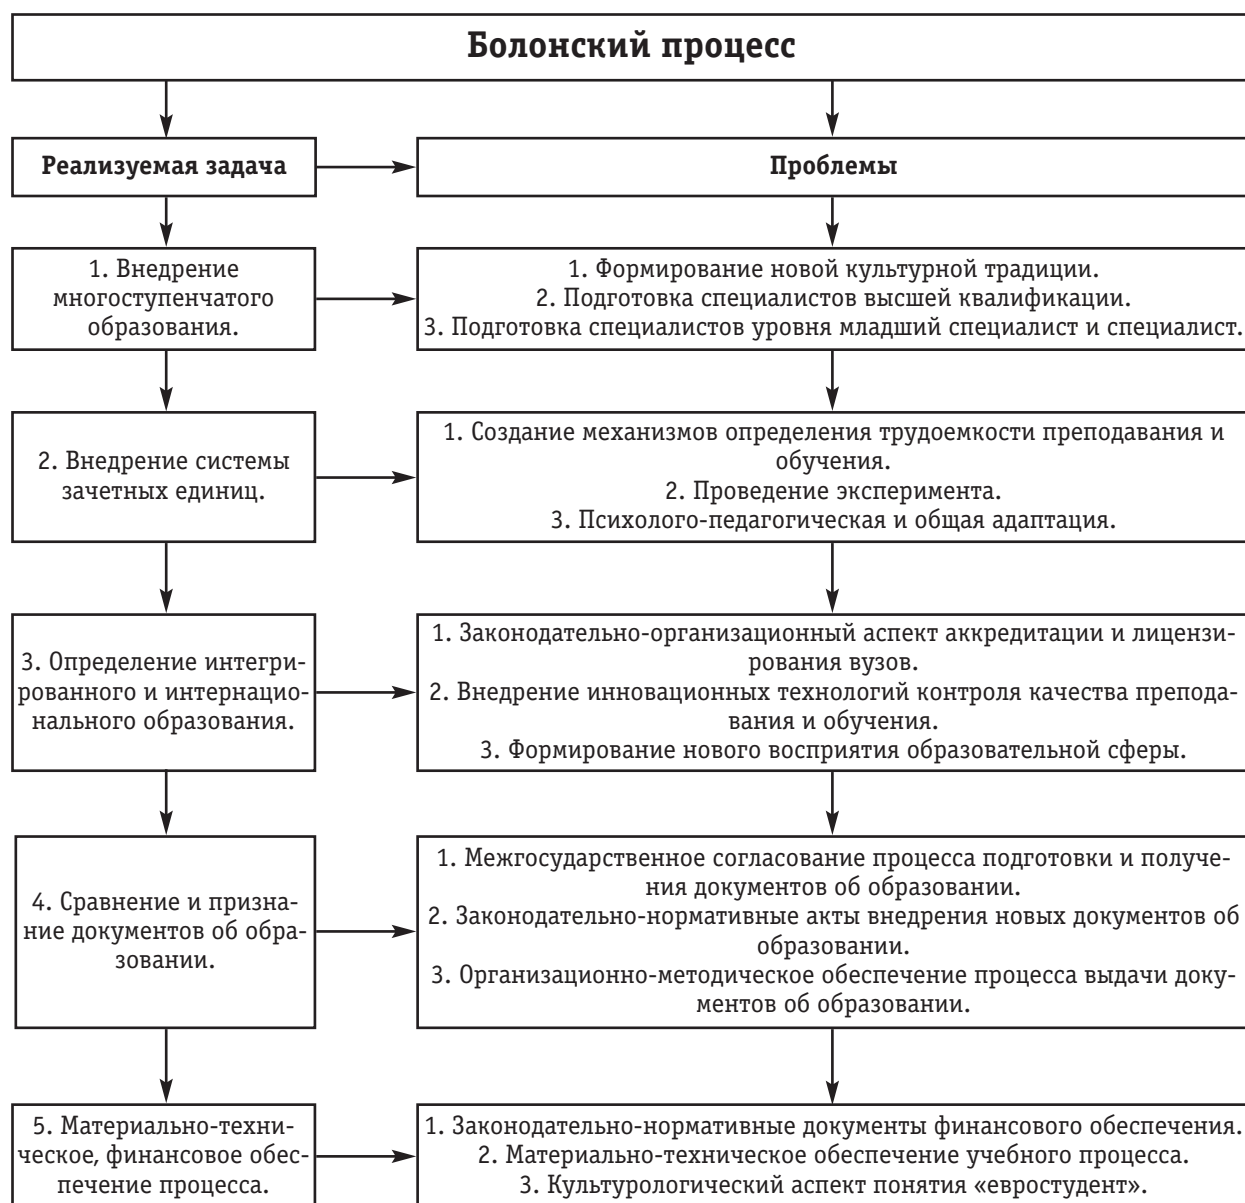 Болонский процесс
Реализуемая задача
Проблемы
1. Внедрение
многоступенчатого
образования.
1. Формирование новой культурной традиции.
2. Подготовка специалистов высшей квалификации.
3. Подготовка специалистов уровня младший специалист и специалист.
2. Внедрение системы
зачетных единиц.
1. Создание механизмов определения трудоемкости преподавания и
обучения.
2. Проведение эксперимента.
3. Психолого-педагогическая и общая адаптация.
3. Определение интегри-
рованного и интернацио-
нального образования.
1. Законодательно-организационный аспект аккредитации и лицензи-
рования вузов.
2. Внедрение инновационных технологий контроля качества препода-
вания и обучения.
3. Формирование нового восприятия образовательной сферы.
4. Сравнение и призна-
ние документов об обра-
зовании.
1. Межгосударственное согласование процесса подготовки и получе-
ния документов об образовании.
2. Законодательно-нормативные акты внедрения новых документов об
образовании.
3. Организационно-методическое обеспечение процесса выдачи доку-
ментов об образовании.
5. Материально-техни-
ческое, финансовое обес-
печение процесса.
1. Законодательно-нормативные документы финансового обеспечения.
2. Материально-техническое обеспечение учебного процесса.
3. Культурологический аспект понятия «евростудент».